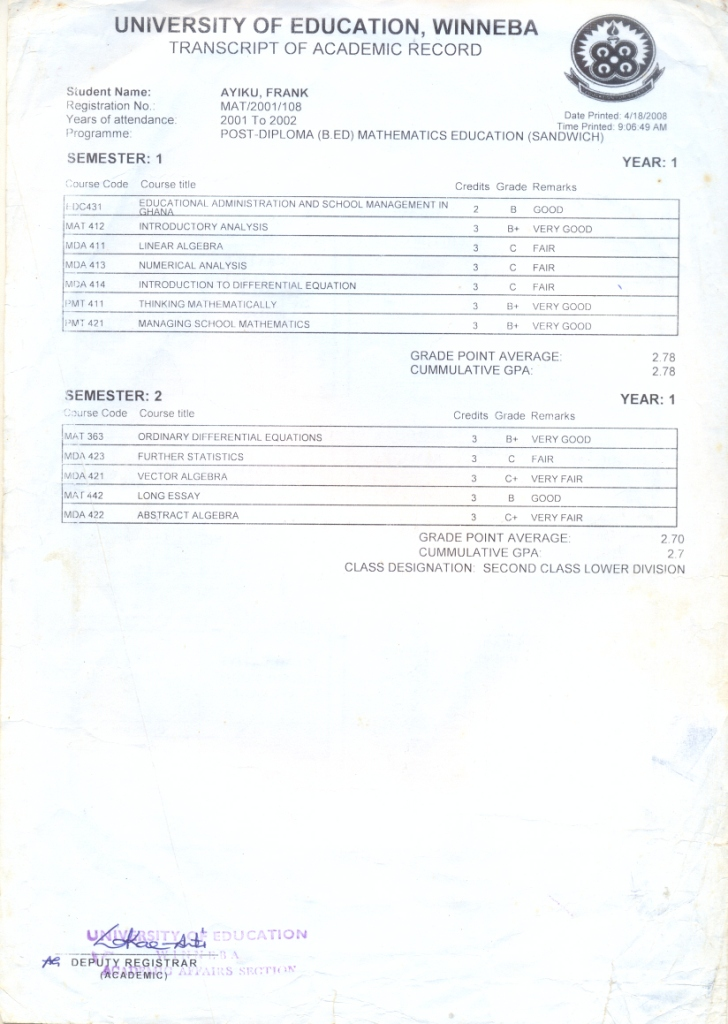 UNIVERSITY OF EDUCATION, WINNEBA
TRANSCRIPT OF ACADEMIC RECORD
Student Name: AYIKU, FRANK
Registration No.: MAT/2001/108
Years of attendance: 2001 To 2002
Programme: POST-DIPLOMA (B.ED) MATHEMATICS EDUCATION (SANDWICH)
Date Printed: 4/18/2008
Time Printed: 9:06:49 AM
SEMESTER: 1 YEAR: 1
Course Code Course title Credits Grade Remarks
EDC431 EDUCATIONAL ADMINISTRATION AND SCHOOL MANAGEMENT IN GHANA 2 B GOOD
MAT 412 INTRODUCTORY ANALYSIS 3 B+ VERY GOOD
MDA 411 LINEAR ALGEBRA 3 C FAIR
MDA 413 NUMERICAL ANALYSIS 3 C FAIR
MDA 414 INTRODUCTION TO DIFFERENTIAL EQUATION 3 C FAIR
PMT 411 THINKING MATHEMATICALLY 3 B+ VERY GOOD
PMT 421 MANAGING SCHOOL MATHEMATICS 3 B+ VERY GOOD
GRADE POINT AVERAGE: 2.78
CUMMULATIVE GPA: 2.78
SEMESTER: 2 YEAR: 1
Course Code Course title Credits Grade Remarks
MAT 363 ORDINARY DIFFERENTIAL EQUATIONS 3 B+ VERY GOOD
MDA 423 FURTHER STATISTICS 3 C FAIR
MDA 421 VECTOR ALGEBRA 3 C+ VERY FAIR
MAT 442 LONG ESSAY 3 B GOOD
MDA 422 ABSTRACT ALGEBRA 3 C+ VERY FAIR
GRADE POINT AVERAGE: 2.70
CUMMULATIVE GPA: 2.7
CLASS DESIGNATION: SECOND CLASS LOWER DIVISION
UNIVERSITY OF EDUCATION
WINNEBA
ACADEMIC AFFAIRS SECTION
Ag DEPUTY REGISTRAR
(ACADEMIC)